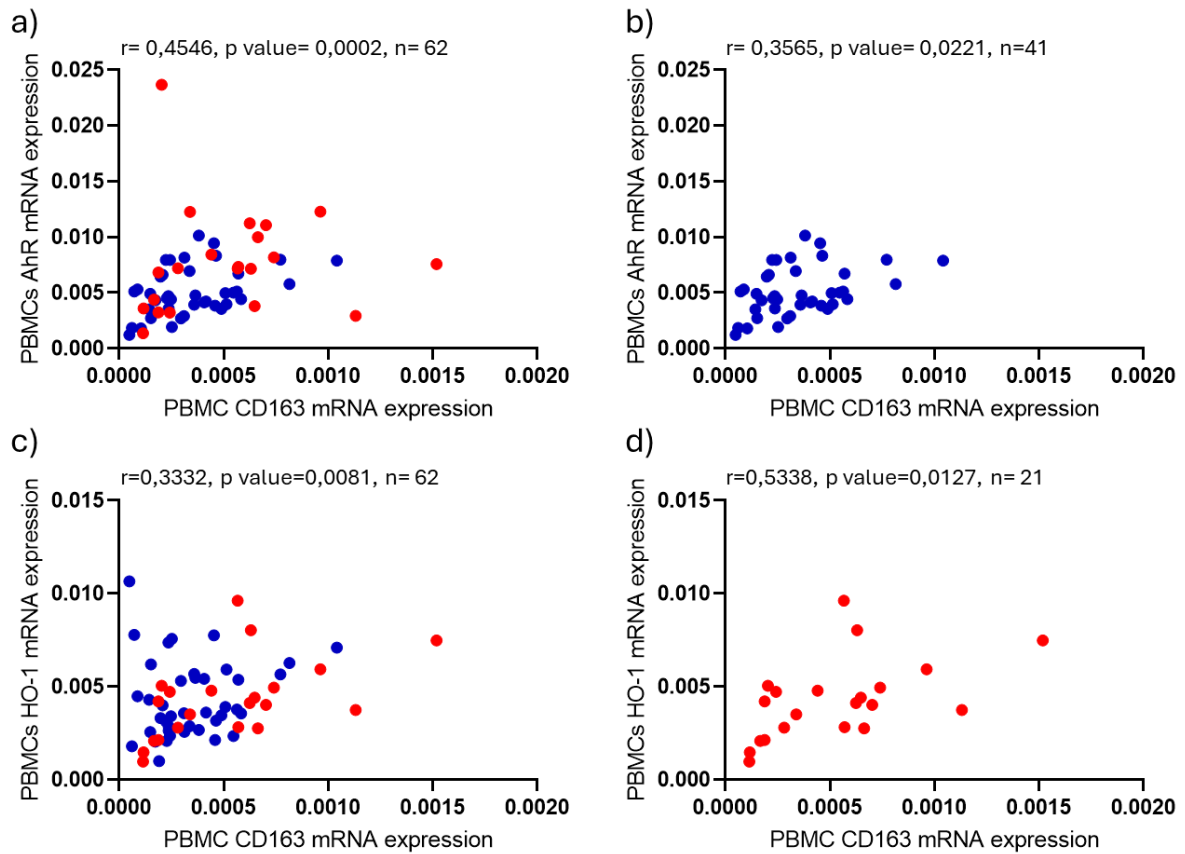 a)
r= 0,4546, p value= 0,0002, n= 62
PBMCs AhR mRNA expression
0.025
0.020
0.015
0.010
0.005
0.000
0.0000 0.0005 0.0010 0.0015 0.0020
PBMC CD163 mRNA expression
b)
r= 0,3565, p value= 0,0221, n=41
PBMCs AhR mRNA expression
0.025
0.020
0.015
0.010
0.005
0.000
0.0000 0.0005 0.0010 0.0015 0.0020
PBMC CD163 mRNA expression
c)
r=0,3332, p value=0,0081, n= 62
PBMCs HO-1 mRNA expression
0.015
0.010
0.005
0.000
0.0000 0.0005 0.0010 0.0015 0.0020
PBMC CD163 mRNA expression
d)
r=0,5338, p value=0,0127, n= 21
PBMCs HO-1 mRNA expression
0.015
0.010
0.005
0.000
0.0000 0.0005 0.0010 0.0015 0.0020
PBMC CD163 mRNA expression